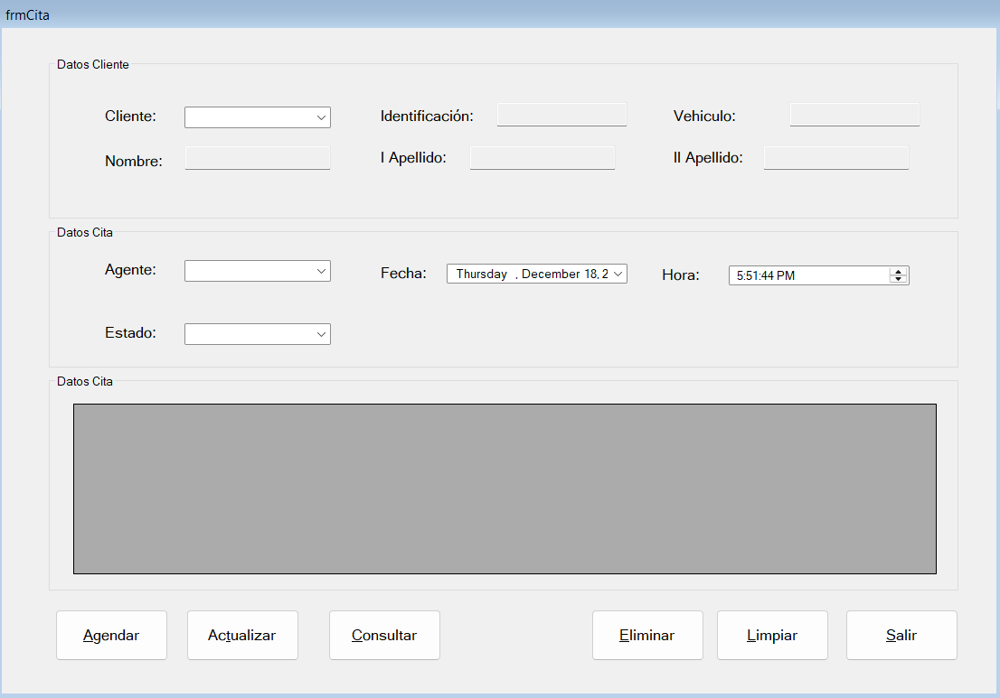 frmCita
Datos Cliente
Cliente: Identificación: Vehiculo:
Nombre: I Apellido: II Apellido:
Datos Cita
Agente: Fecha: Thursday , December 18, 2 Hora: 5:51:44 PM
Estado:
Datos Cita
Agendar Actualizar Consultar Eliminar Limpiar Salir